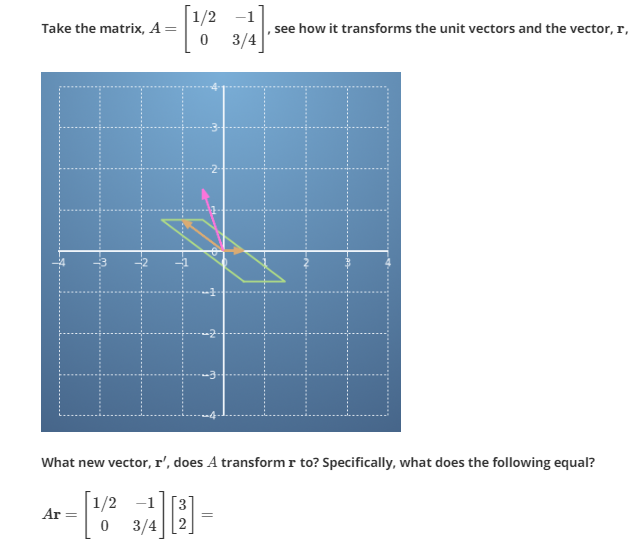 Take the matrix, A = [1/2 −1; 0 3/4], see how it transforms the unit vectors and the vector, r,
4
3
2
1
0
−4 −3 −2 −1 0 1 2 3 4
−1
−2
−3
−4
What new vector, r′, does A transform r to? Specifically, what does the following equal?
Ar = [1/2 −1; 0 3/4] [3; 2] =